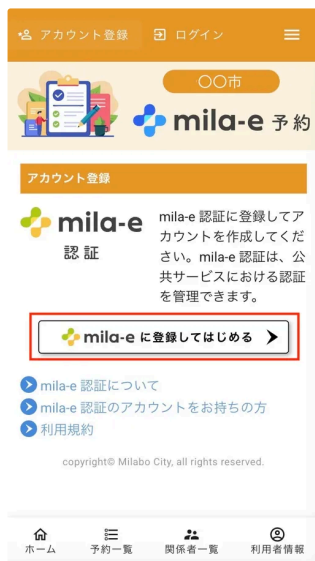 アカウント登録 ログイン
〇〇市
mila-e 予約
アカウント登録
mila-e
認証
mila-e 認証に登録してア
カウントを作成してくだ
さい。mila-e 認証は、公
共サービスにおける認証
を管理できます。
mila-e に登録してはじめる
mila-e 認証について
mila-e 認証のアカウントをお持ちの方
利用規約
copyright© Milabo City, all rights reserved.
ホーム 予約一覧 関係者一覧 利用者情報